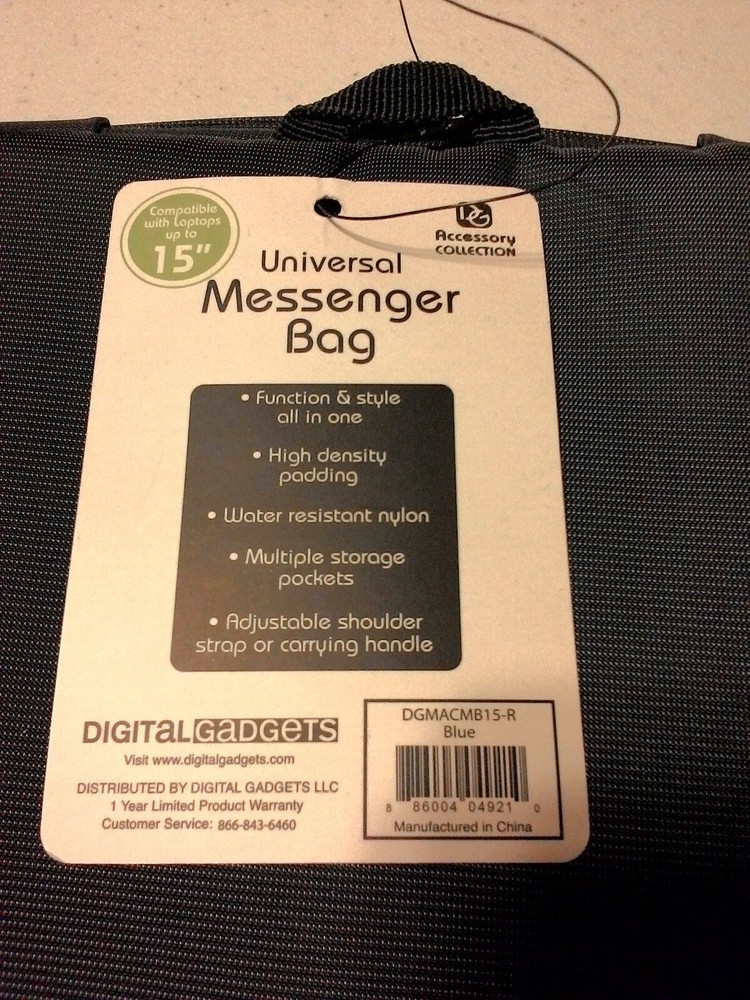 Compatible
with Laptops
up to
15"
DG
Accessory
COLLECTION
Universal
Messenger
Bag
• Function & style
all in one
• High density
padding
• Water resistant nylon
• Multiple storage
pockets
• Adjustable shoulder
strap or carrying handle
DIGITALGADGETS
Visit www.digitalgadgets.com
DISTRIBUTED BY DIGITAL GADGETS LLC
1 Year Limited Product Warranty
Customer Service: 866-843-6460
DGMACMB15-R
Blue
8 86004 04921 0
Manufactured in China